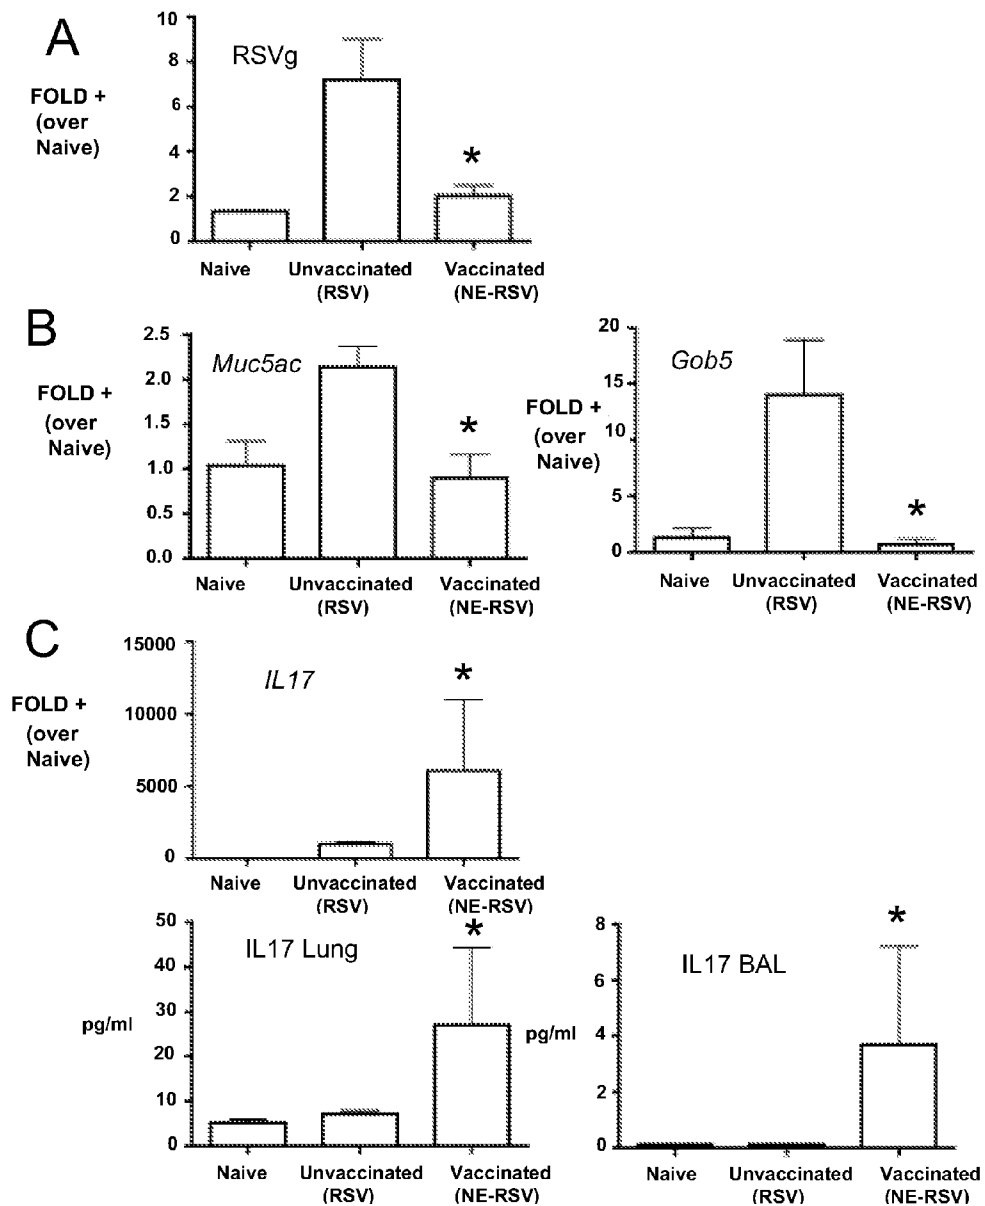 A
RSVg
FOLD +
(over
Naive)
10
8
6
4
2
0
*
Naive
Unvaccinated
(RSV)
Vaccinated
(NE-RSV)
B
Muc5ac
FOLD +
(over
Naive)
2.5
2.0
1.5
1.0
0.5
0.0
*
Naive
Unvaccinated
(RSV)
Vaccinated
(NE-RSV)
Gob5
FOLD +
(over
Naive)
20
15
10
5
0
*
Naive
Unvaccinated
(RSV)
Vaccinated
(NE-RSV)
C
IL17
FOLD +
(over
Naive)
15000
10000
5000
0
*
Naive
Unvaccinated
(RSV)
Vaccinated
(NE-RSV)
IL17 Lung
pg/ml
50
40
30
20
10
0
*
Naive
Unvaccinated
(RSV)
Vaccinated
(NE-RSV)
IL17 BAL
pg/ml
8
6
4
2
0
*
Naive
Unvaccinated
(RSV)
Vaccinated
(NE-RSV)